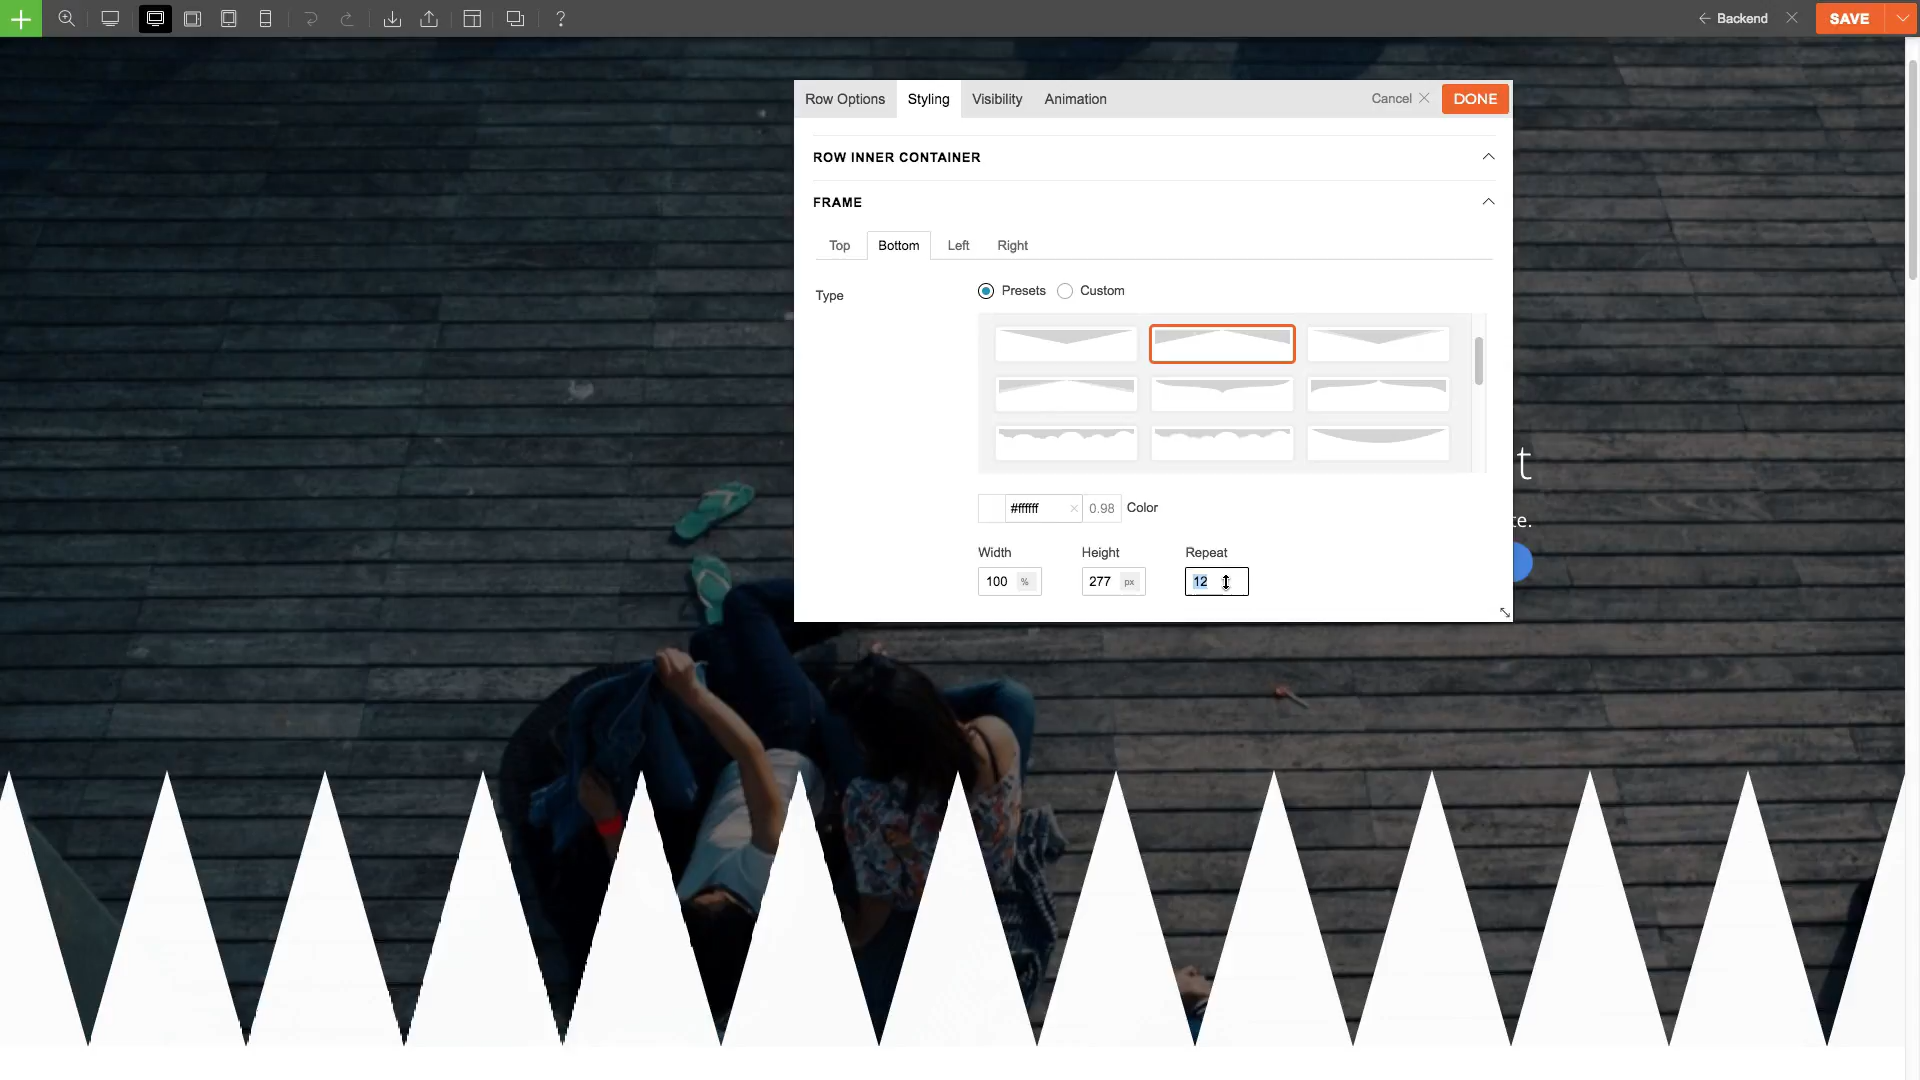 Backend
SAVE
Row Options
Styling
Visibility
Animation
Cancel
DONE
ROW INNER CONTAINER
FRAME
Top
Bottom
Left
Right
Type
Presets
Custom
#ffffff
0.98
Color
Width
Height
Repeat
100 %
277 px
12
t
te.